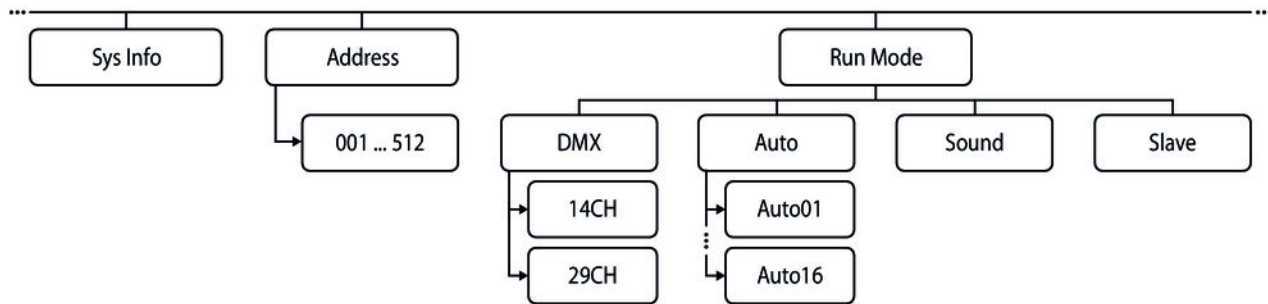 Sys Info
Address
Run Mode
001 ... 512
DMX
Auto
Sound
Slave
14CH
Auto01
29CH
Auto16